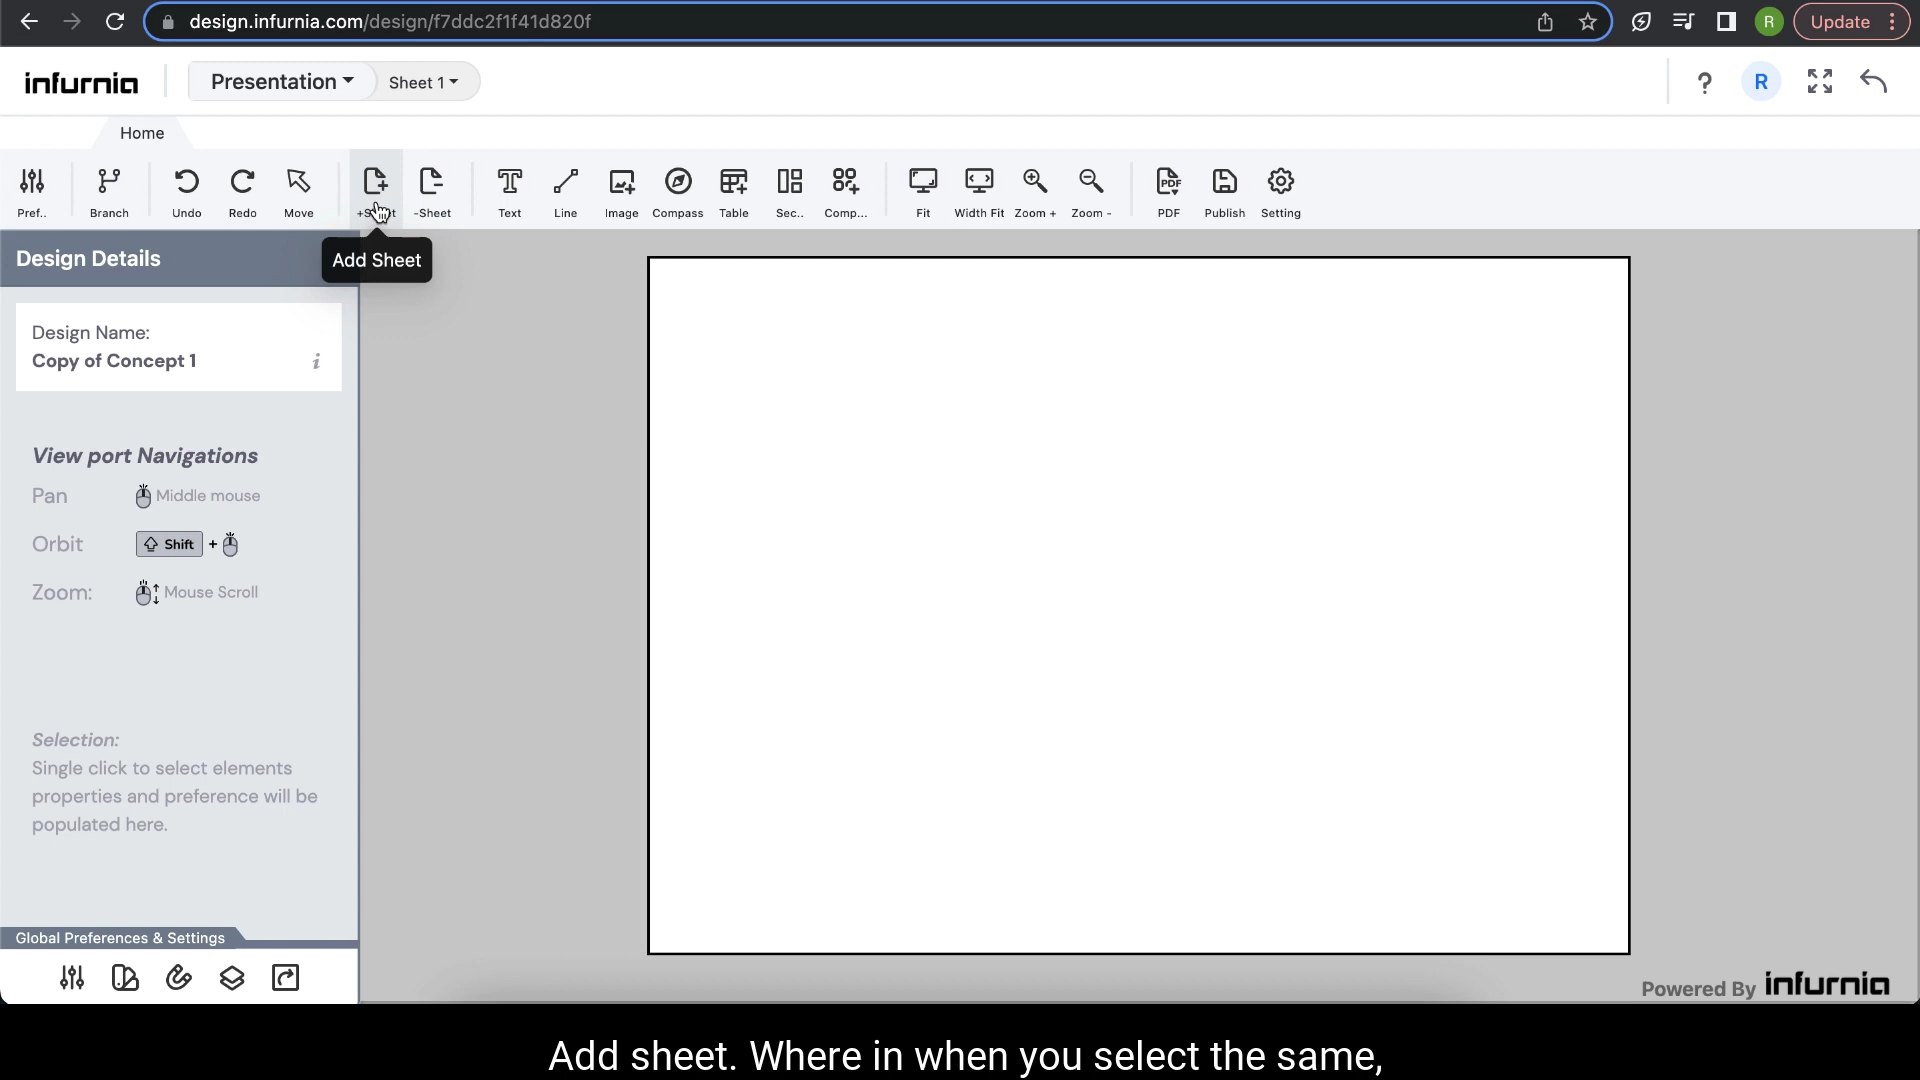 design.infurnia.com/design/f7ddc2f1f41d820f
R
Update
infurnia
Presentation
Sheet 1
?
R
Home
Pref..
Branch
Undo
Redo
Move
-Sheet
Text
Line
Image
Compass
Table
Sec..
Comp...
Fit
Width Fit
Zoom +
Zoom -
PDF
PDF
Publish
Setting
Design Details
Add Sheet
Design Name:
Copy of Concept 1
i
View port Navigations
Pan
Middle mouse
Orbit
Shift +
Zoom:
Mouse Scroll
Selection:
Single click to select elements
properties and preference will be
populated here.
Global Preferences & Settings
Powered By infurnia
Add sheet. Where in when you select the same,